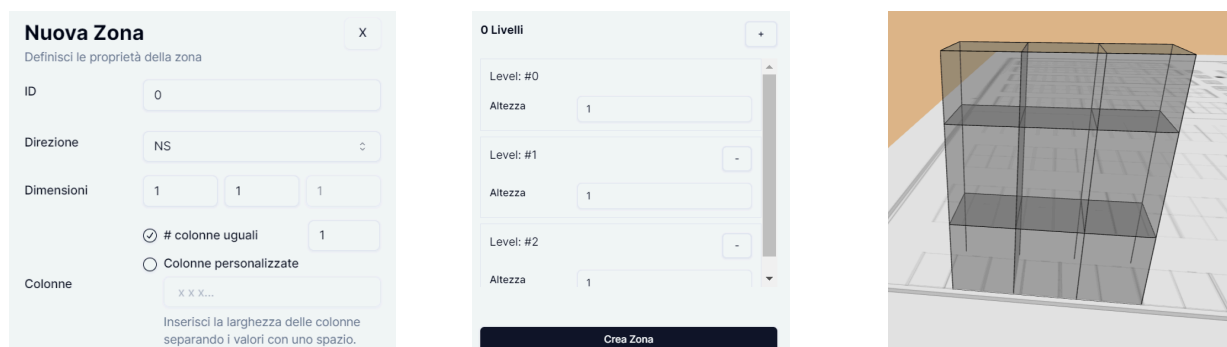 Nuova Zona
X
Definisci le proprietà della zona
ID
0
Direzione
NS
Dimensioni
1
1
1
# colonne uguali
1
Colonne personalizzate
Colonne
x x x...
Inserisci la larghezza delle colonne
separando i valori con uno spazio.
0 Livelli
+
Level: #0
Altezza
1
Level: #1
-
Altezza
1
Level: #2
-
Altezza
1
Crea Zona